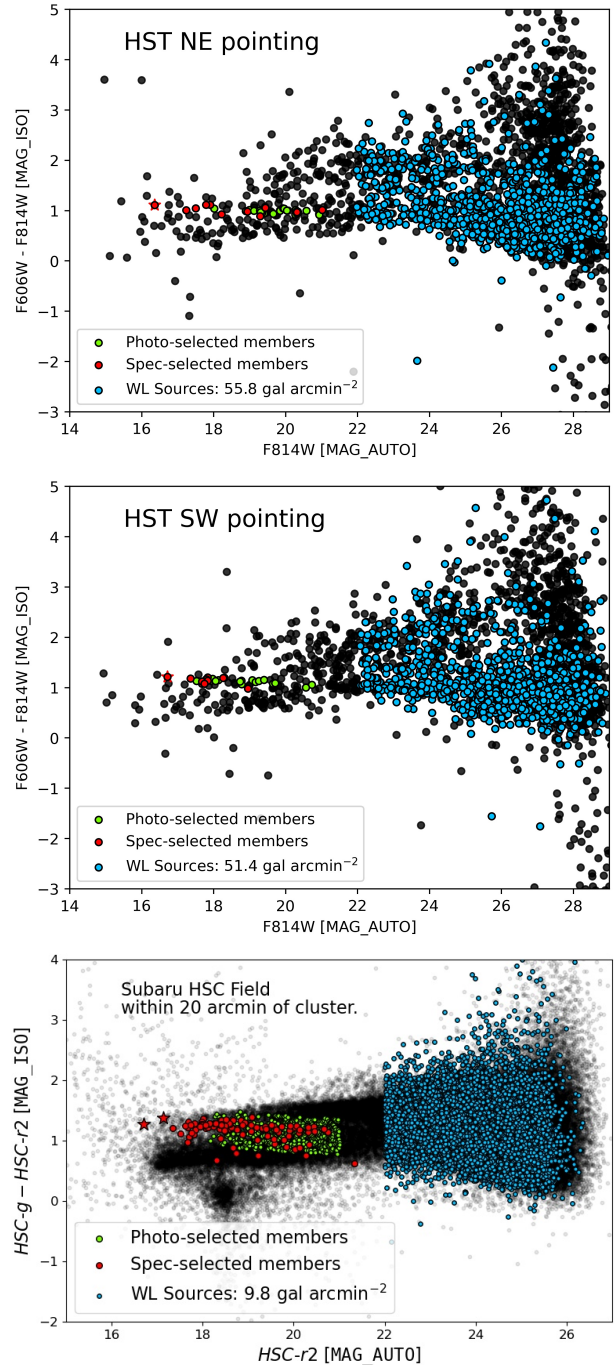 HST NE pointing
5
4
3
2
1
0
−1
−2
−3
F606W - F814W [MAG_ISO]
Photo-selected members
Spec-selected members
WL Sources: 55.8 gal arcmin−2
14 16 18 20 22 24 26 28
F814W [MAG_AUTO]
HST SW pointing
5
4
3
2
1
0
−1
−2
−3
F606W - F814W [MAG_ISO]
Photo-selected members
Spec-selected members
WL Sources: 51.4 gal arcmin−2
14 16 18 20 22 24 26 28
F814W [MAG_AUTO]
Subaru HSC Field
within 20 arcmin of cluster.
4
3
2
1
0
−1
−2
HSC-g − HSC-r2 [MAG_ISO]
Photo-selected members
Spec-selected members
WL Sources: 9.8 gal arcmin−2
16 18 20 22 24 26
HSC-r2 [MAG_AUTO]